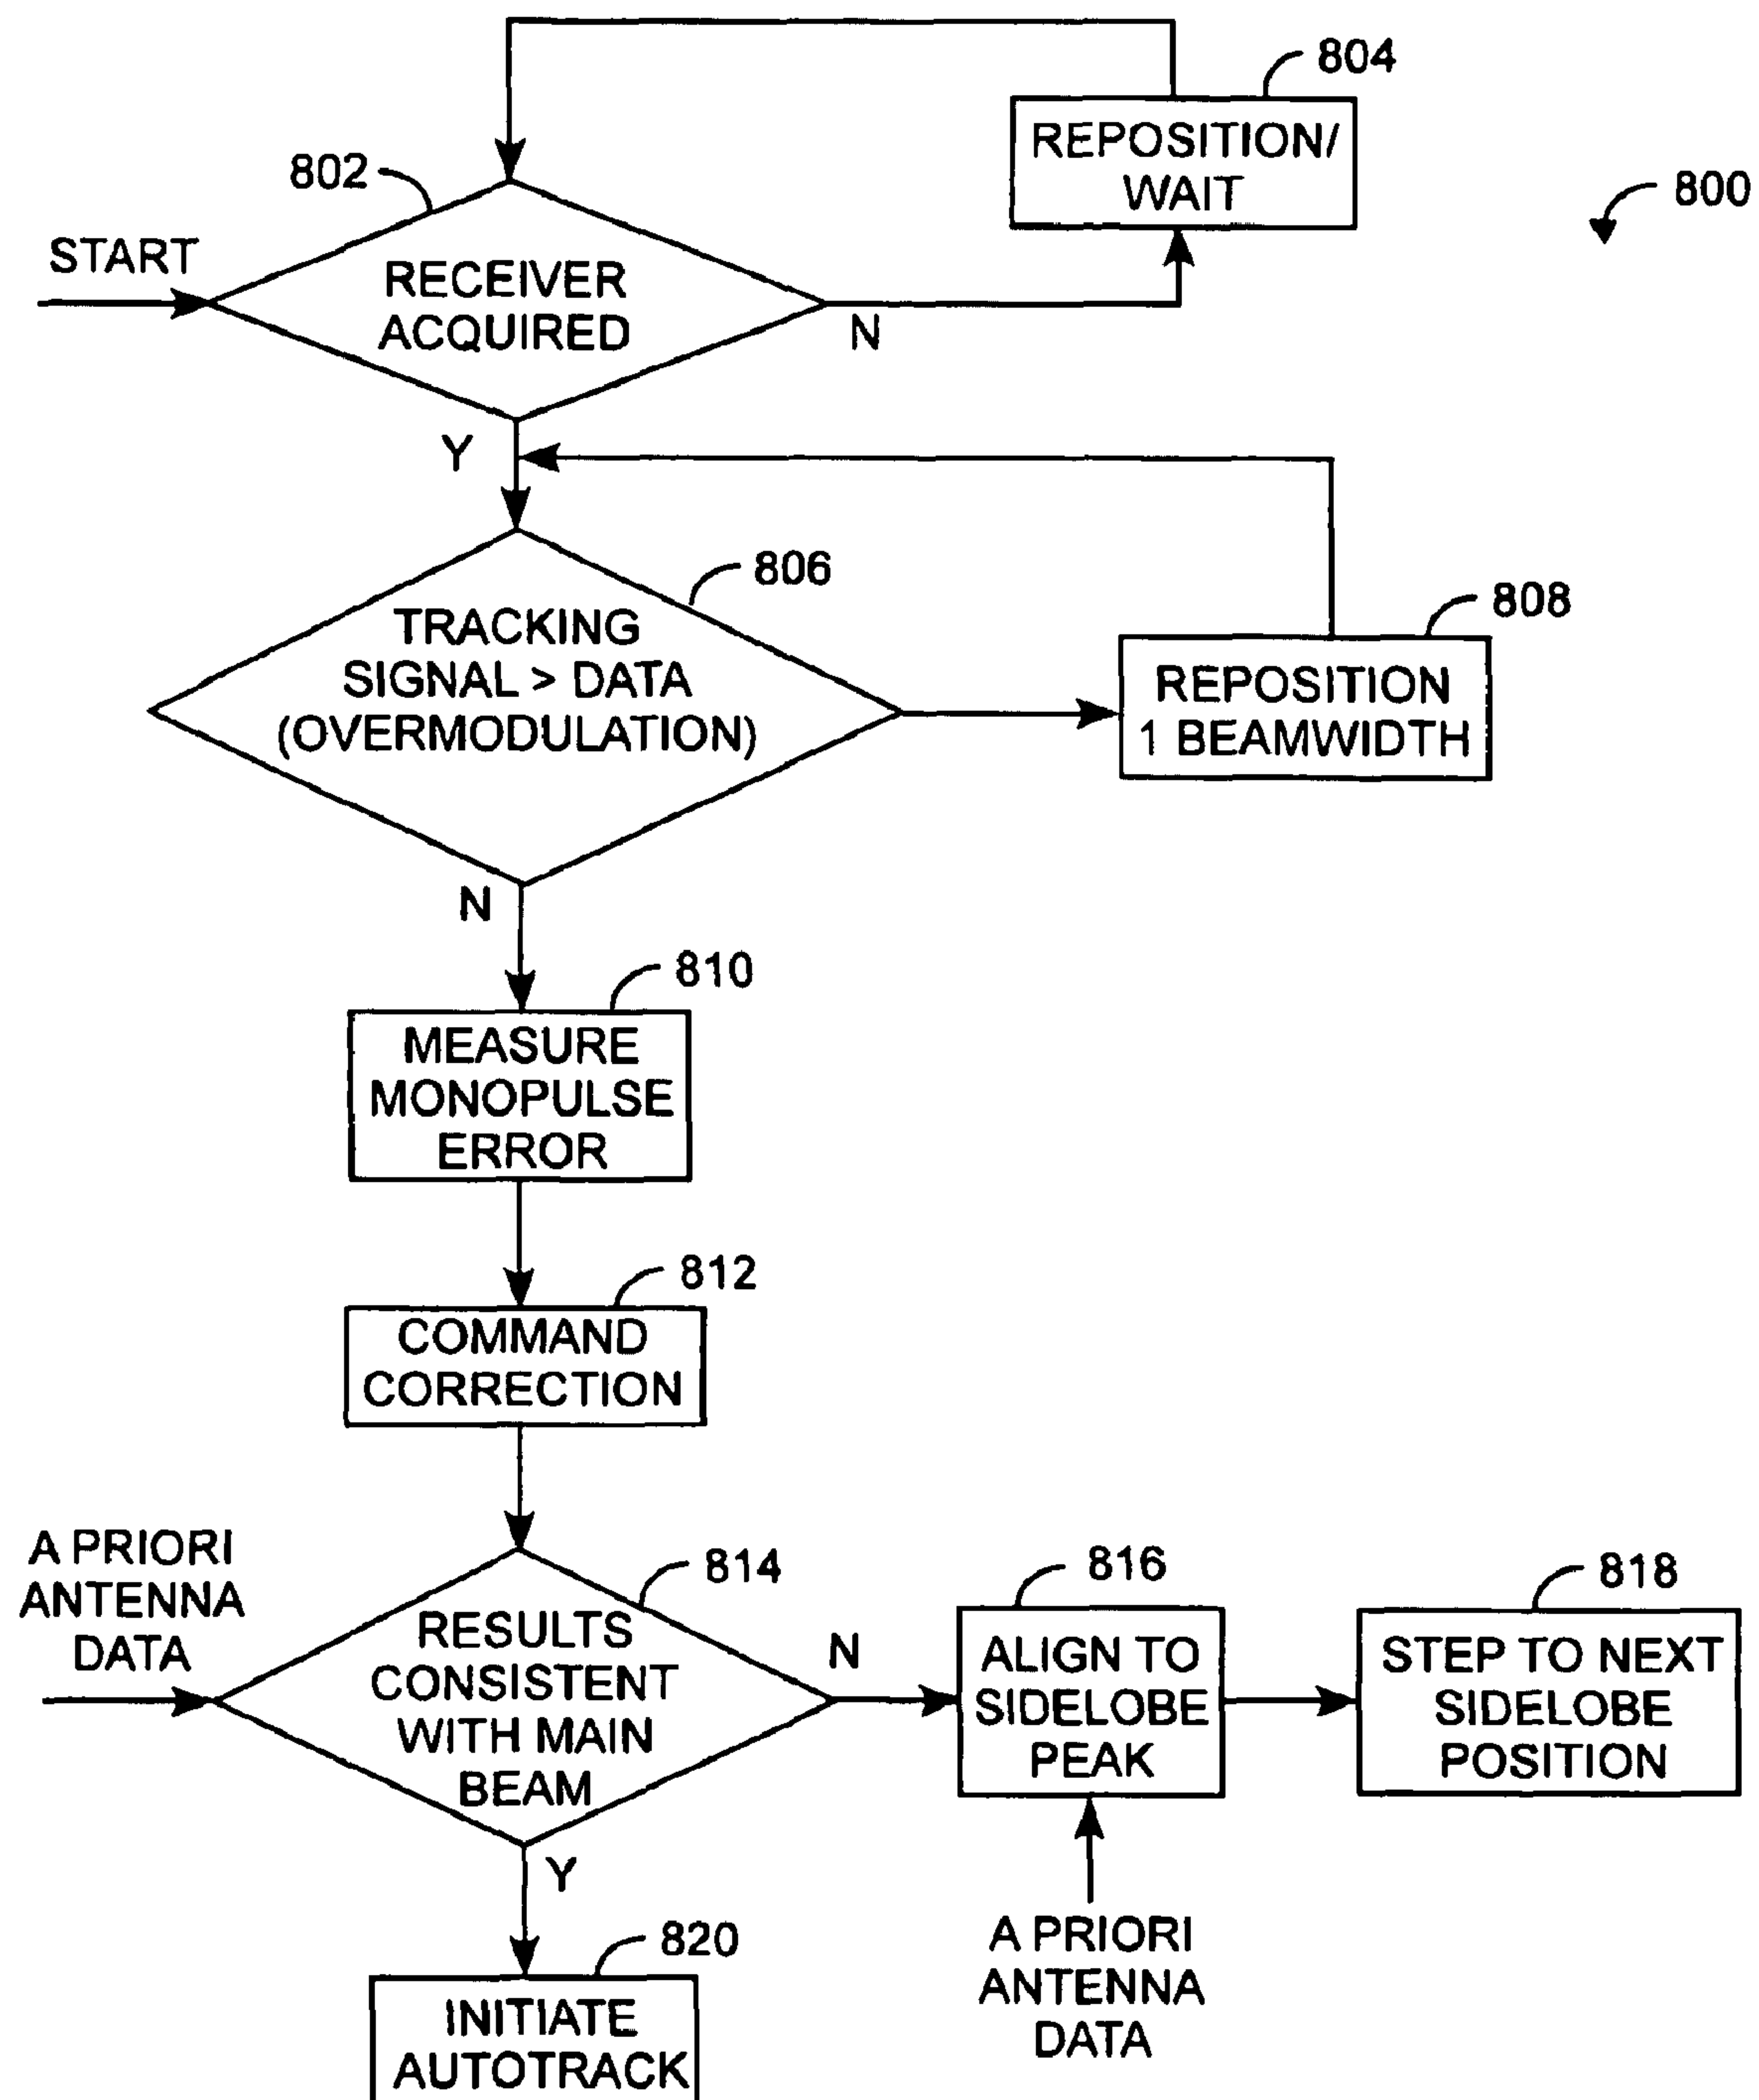 804
REPOSITION/
WAIT
800
802
START
RECEIVER
ACQUIRED
N
Y
806
TRACKING
SIGNAL > DATA
(OVERMODULATION)
808
REPOSITION
1 BEAMWIDTH
N
810
MEASURE
MONOPULSE
ERROR
812
COMMAND
CORRECTION
A PRIORI
ANTENNA
DATA
814
RESULTS
CONSISTENT
WITH MAIN
BEAM
N
816
ALIGN TO
SIDELOBE
PEAK
818
STEP TO NEXT
SIDELOBE
POSITION
Y
A PRIORI
ANTENNA
DATA
820
INITIATE
AUTOTRACK